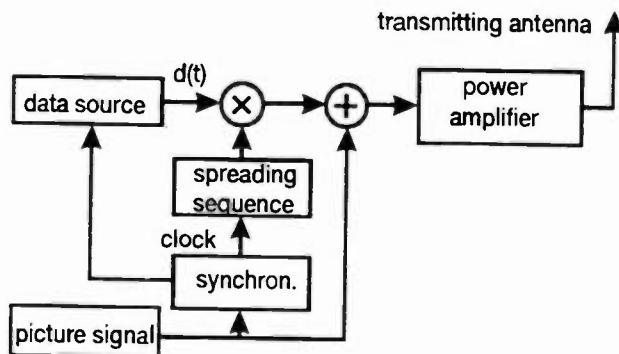 transmitting antenna
d(t)
data source
×
+
power
amplifier
spreading
sequence
clock
synchron.
picture signal